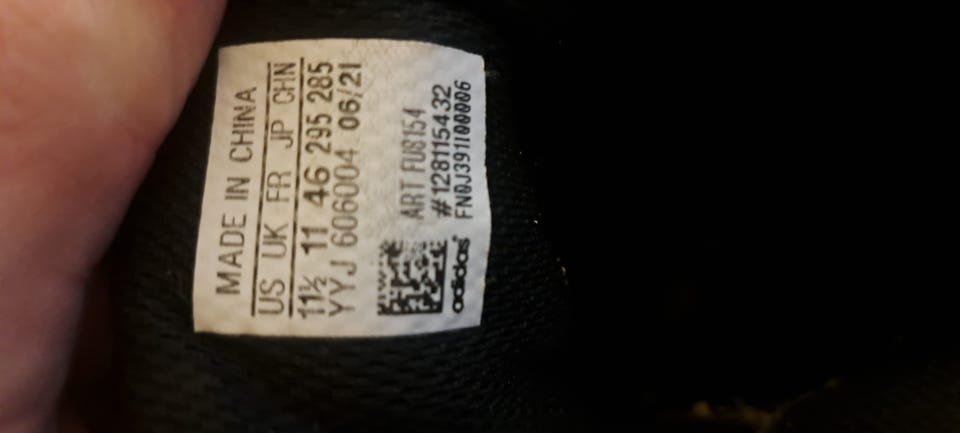 MADE IN CHINA
US UK FR JP CHN
11½ 11 46 295 285
YYJ 606004 06/21
ART FU8154
#128115432
FN0J391100006
adidas